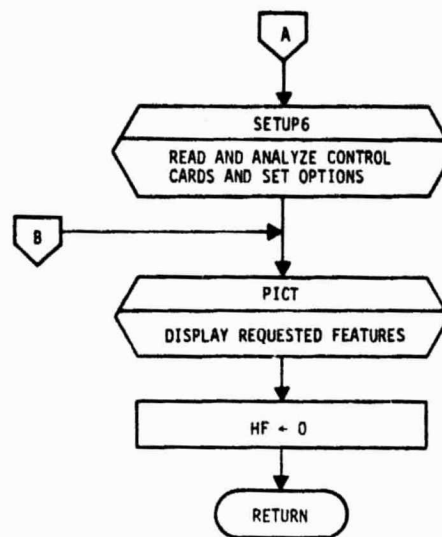 A
SETUP6
READ AND ANALYZE CONTROL
CARDS AND SET OPTIONS
B
PICT
DISPLAY REQUESTED FEATURES
HF ← 0
RETURN